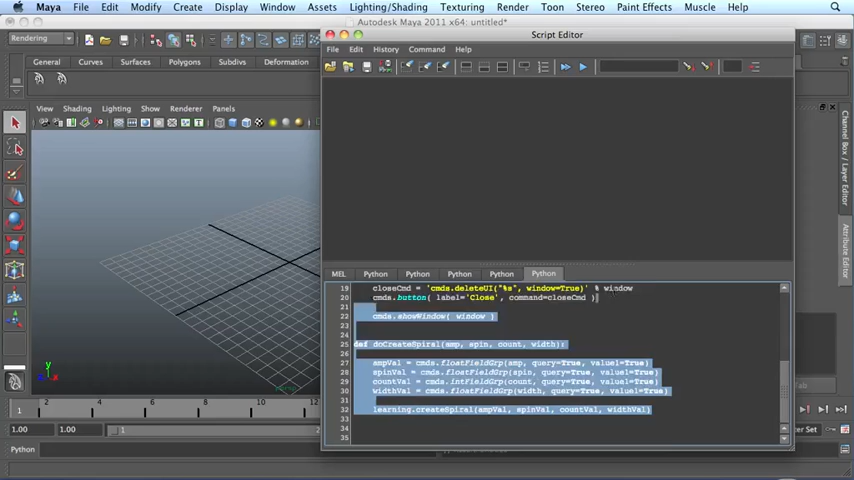 Maya File Edit Modify Create Display Window Assets Lighting/Shading Texturing Render Toon Stereo Paint Effects Muscle Help
Autodesk Maya 2011 x64: untitled*
Script Editor
Rendering
File Edit History Command Help
General Curves Surfaces Polygons Subdivs Deformation
View Shading Lighting Show Renderer Panels
Channel Box / Layer Editor
Attribute Editor
MEL Python Python Python Python Python
19 closeCmd = 'cmds.deleteUI("%s", window=True)' % window
20 cmds.button( label='Close', command=closeCmd )
21
22 cmds.showWindow( window )
23
24
25 def doCreateSpiral(amp, spin, count, width):
26
27 ampVal = cmds.floatFieldGrp(amp, query=True, value1=True)
28 spinVal = cmds.floatFieldGrp(spin, query=True, value1=True)
29 countVal = cmds.intFieldGrp(count, query=True, value1=True)
30 widthVal = cmds.floatFieldGrp(width, query=True, value1=True)
31
32 learning.createSpiral(ampVal, spinVal, countVal, widthVal)
33
34
35
y
z x
2 4 6 8 10 12
1
1.00 1.00 1
Python